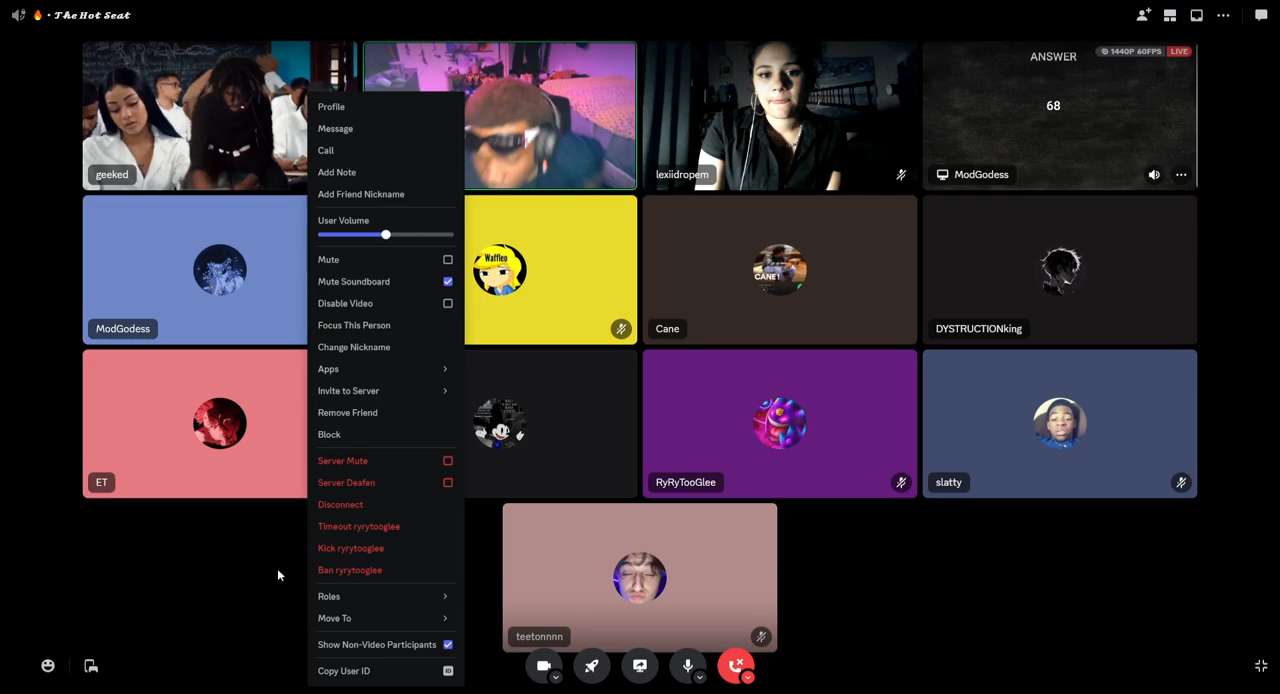 🔥 • The Hot Seat
geeked
lexiidropem
ANSWER
1440P 60FPS LIVE
68
ModGodess
ModGodess
Waffleo
Cane
CANE!
DYSTRUCTIONking
ET
RyRyTooGlee
slatty
teetonnnn
Profile
Message
Call
Add Note
Add Friend Nickname
User Volume
Mute
Mute Soundboard
Disable Video
Focus This Person
Change Nickname
Apps
Invite to Server
Remove Friend
Block
Server Mute
Server Deafen
Disconnect
Timeout ryrytooglee
Kick ryrytooglee
Ban ryrytooglee
Roles
Move To
Show Non-Video Participants
Copy User ID
ID